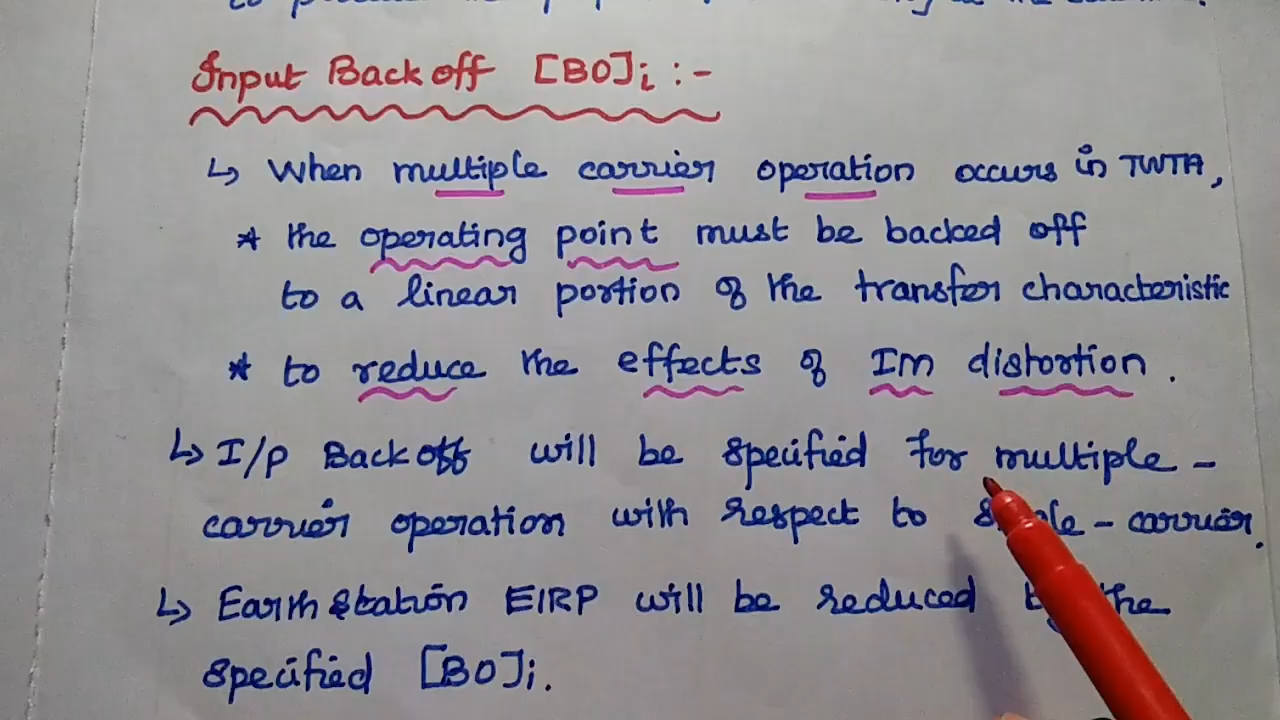 Input Back off [BO]i :-
↳ When multiple carrier operation occurs in TWTA,
* the operating point must be backed off
to a linear portion of the transfer characteristic
* to reduce the effects of Im distortion.
↳ I/p Back off will be specified for multiple -
carrier operation with respect to - carrier.
↳ Earth station EIRP will be reduced the
specified [BO]i.